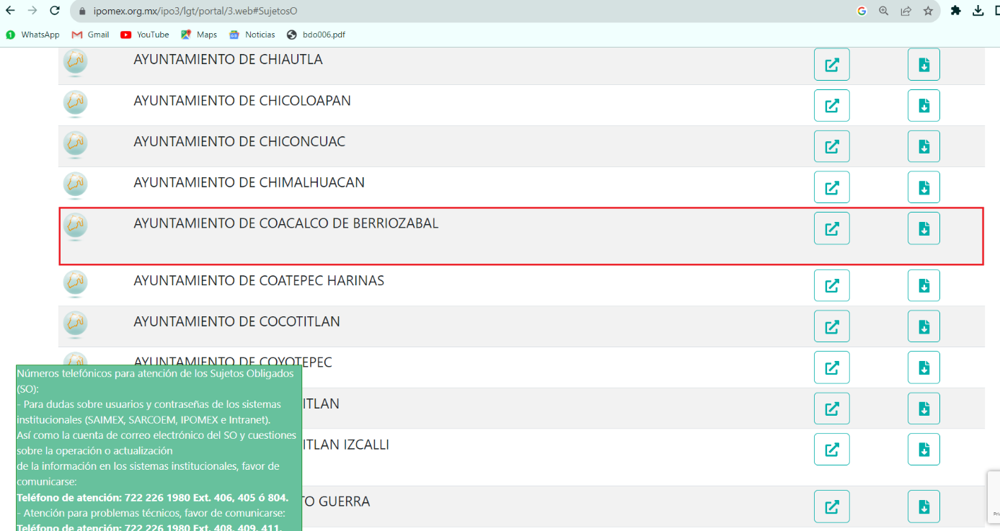 ipomex.org.mx/ipo3/lgt/portal/3.web#SujetosO
WhatsApp Gmail YouTube Maps Noticias bdo006.pdf
AYUNTAMIENTO DE CHIAUTLA
AYUNTAMIENTO DE CHICOLOAPAN
AYUNTAMIENTO DE CHICONCUAC
AYUNTAMIENTO DE CHIMALHUACAN
AYUNTAMIENTO DE COACALCO DE BERRIOZABAL
AYUNTAMIENTO DE COATEPEC HARINAS
AYUNTAMIENTO DE COCOTITLAN
AYUNTAMIENTO DE COYOTEPEC
ITLAN
ITLAN IZCALLI
TO GUERRA
Números telefónicos para atención de los Sujetos Obligados
(SO):
- Para dudas sobre usuarios y contraseñas de los sistemas
institucionales (SAIMEX, SARCOEM, IPOMEX e Intranet).
Así como la cuenta de correo electrónico del SO y cuestiones
sobre la operación o actualización
de la información en los sistemas institucionales, favor de
comunicarse:
Teléfono de atención: 722 226 1980 Ext. 406, 405 ó 804.
- Atención para problemas técnicos, favor de comunicarse:
Teléfono de atención: 722 226 1980 Ext. 408, 409, 411,